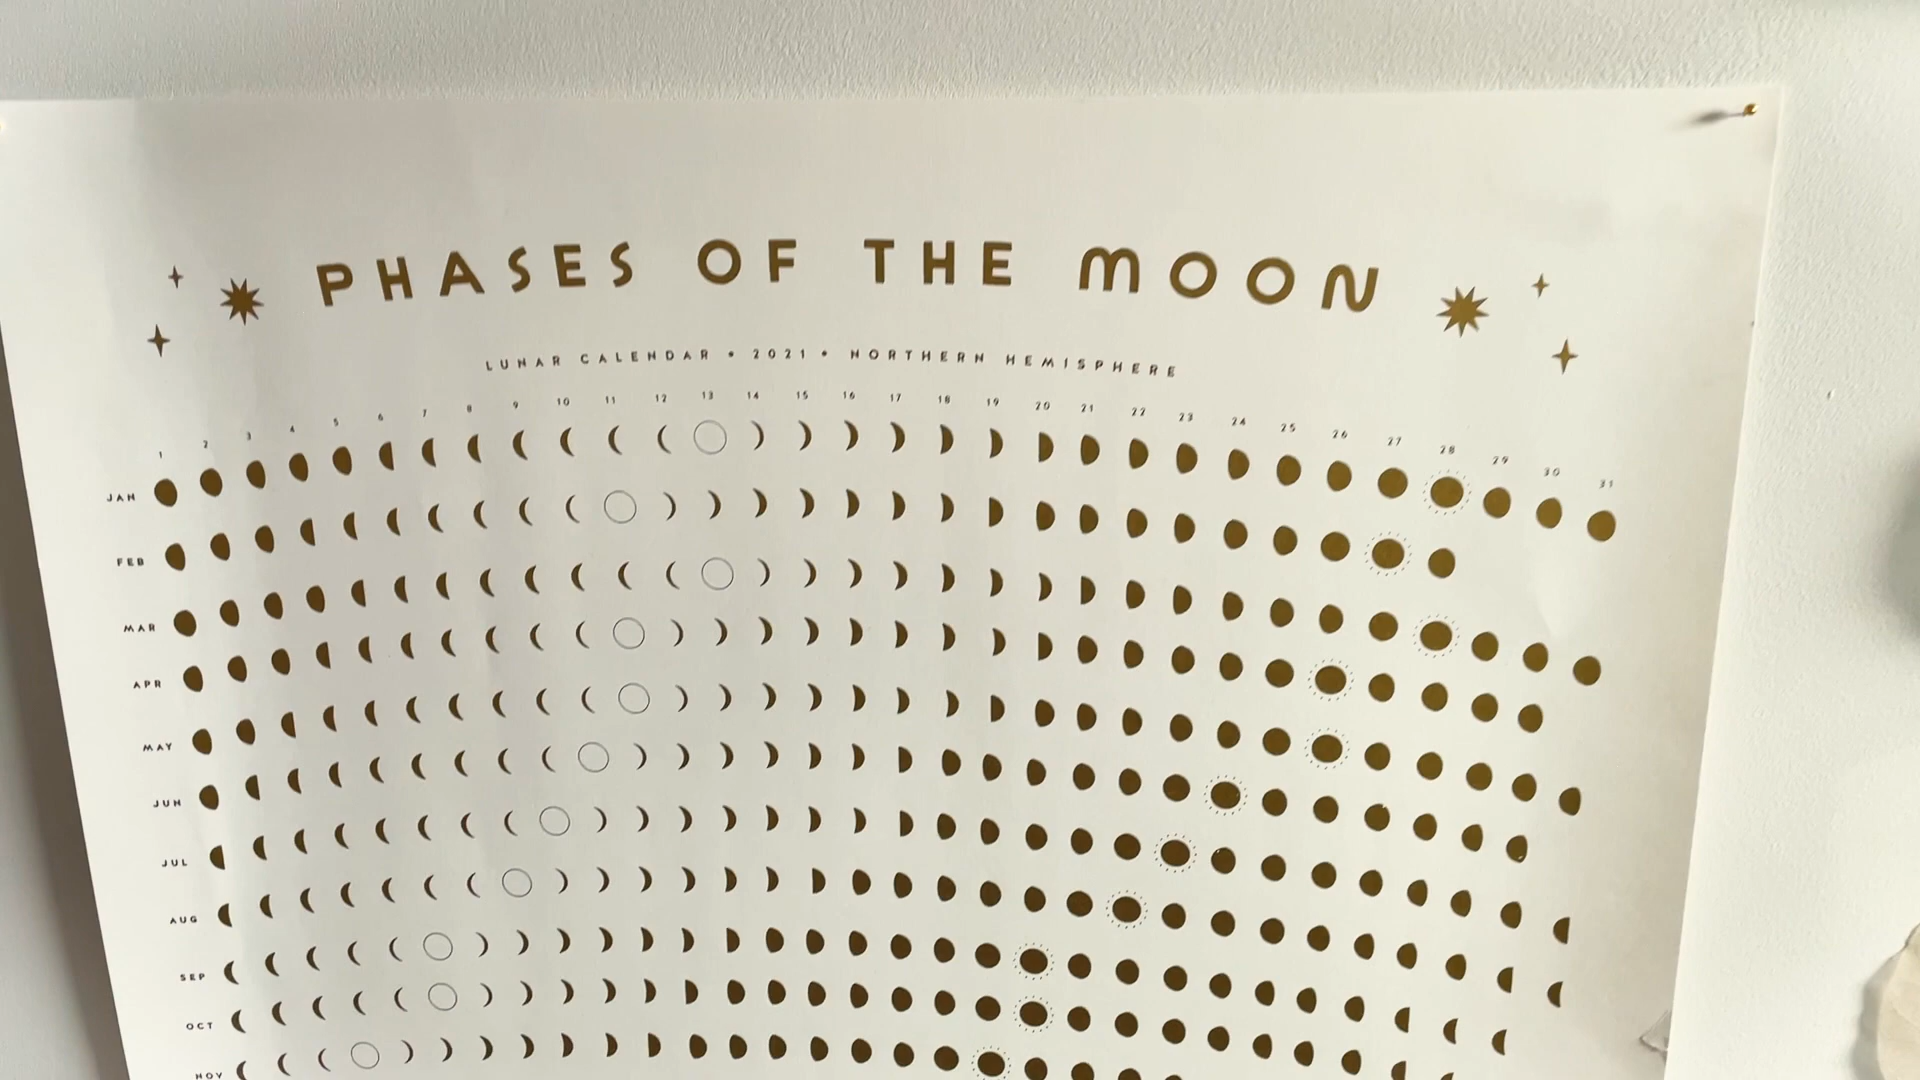 PHASES OF THE MOON
LUNAR CALENDAR • 2021 • NORTHERN HEMISPHERE
1 2 3 4 5 6 7 8 9 10 11 12 13 14 15 16 17 18 19 20 21 22 23 24 25 26 27 28 29 30 31
JAN
FEB
MAR
APR
MAY
JUN
JUL
AUG
SEP
OCT
NOV